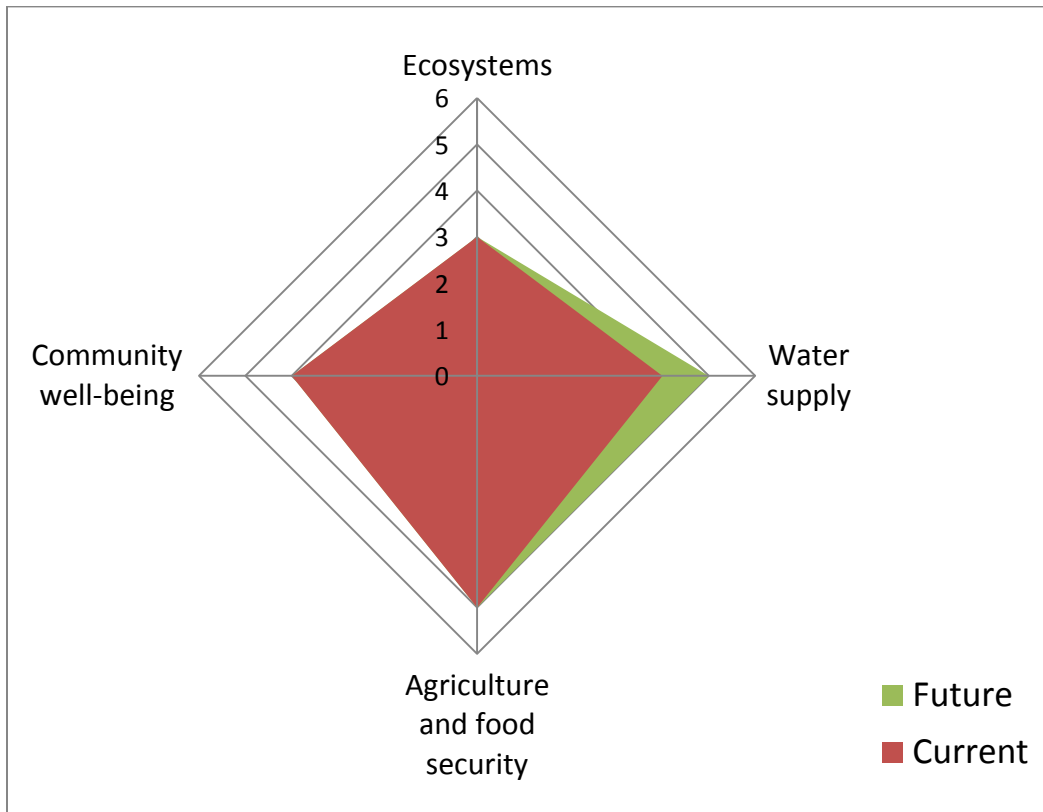 Ecosystems
6
5
4
3
2
1
0
Community
well-being
Water
supply
Agriculture
and food
security
Future
Current